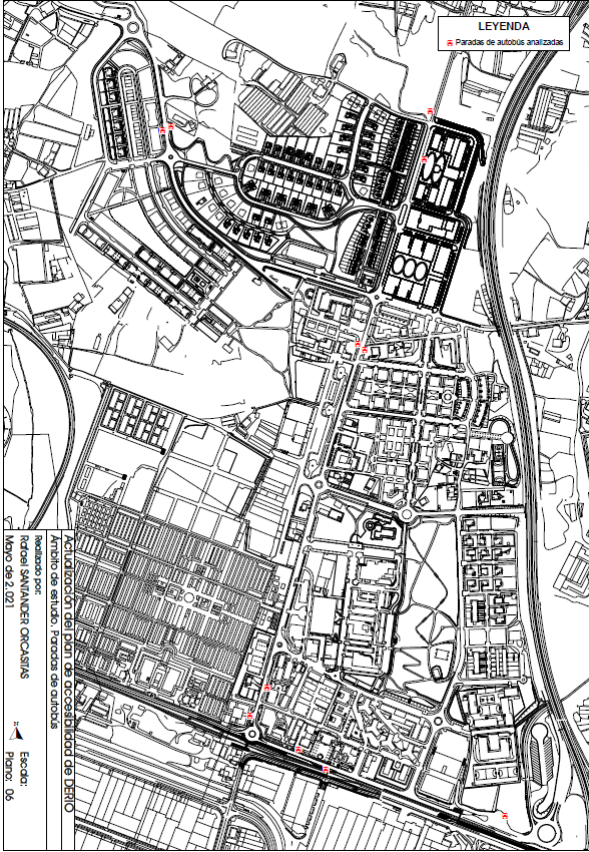 LEYENDA
Paradas de autobús analizadas
Actualización del plan de accesibilidad de DERIO
Ámbito de estudio. Paradas de autobús
Realizado por:
Rafael SANTANDER ORCASITAS
Mayo de 2.021
Escala:
Plano: 06